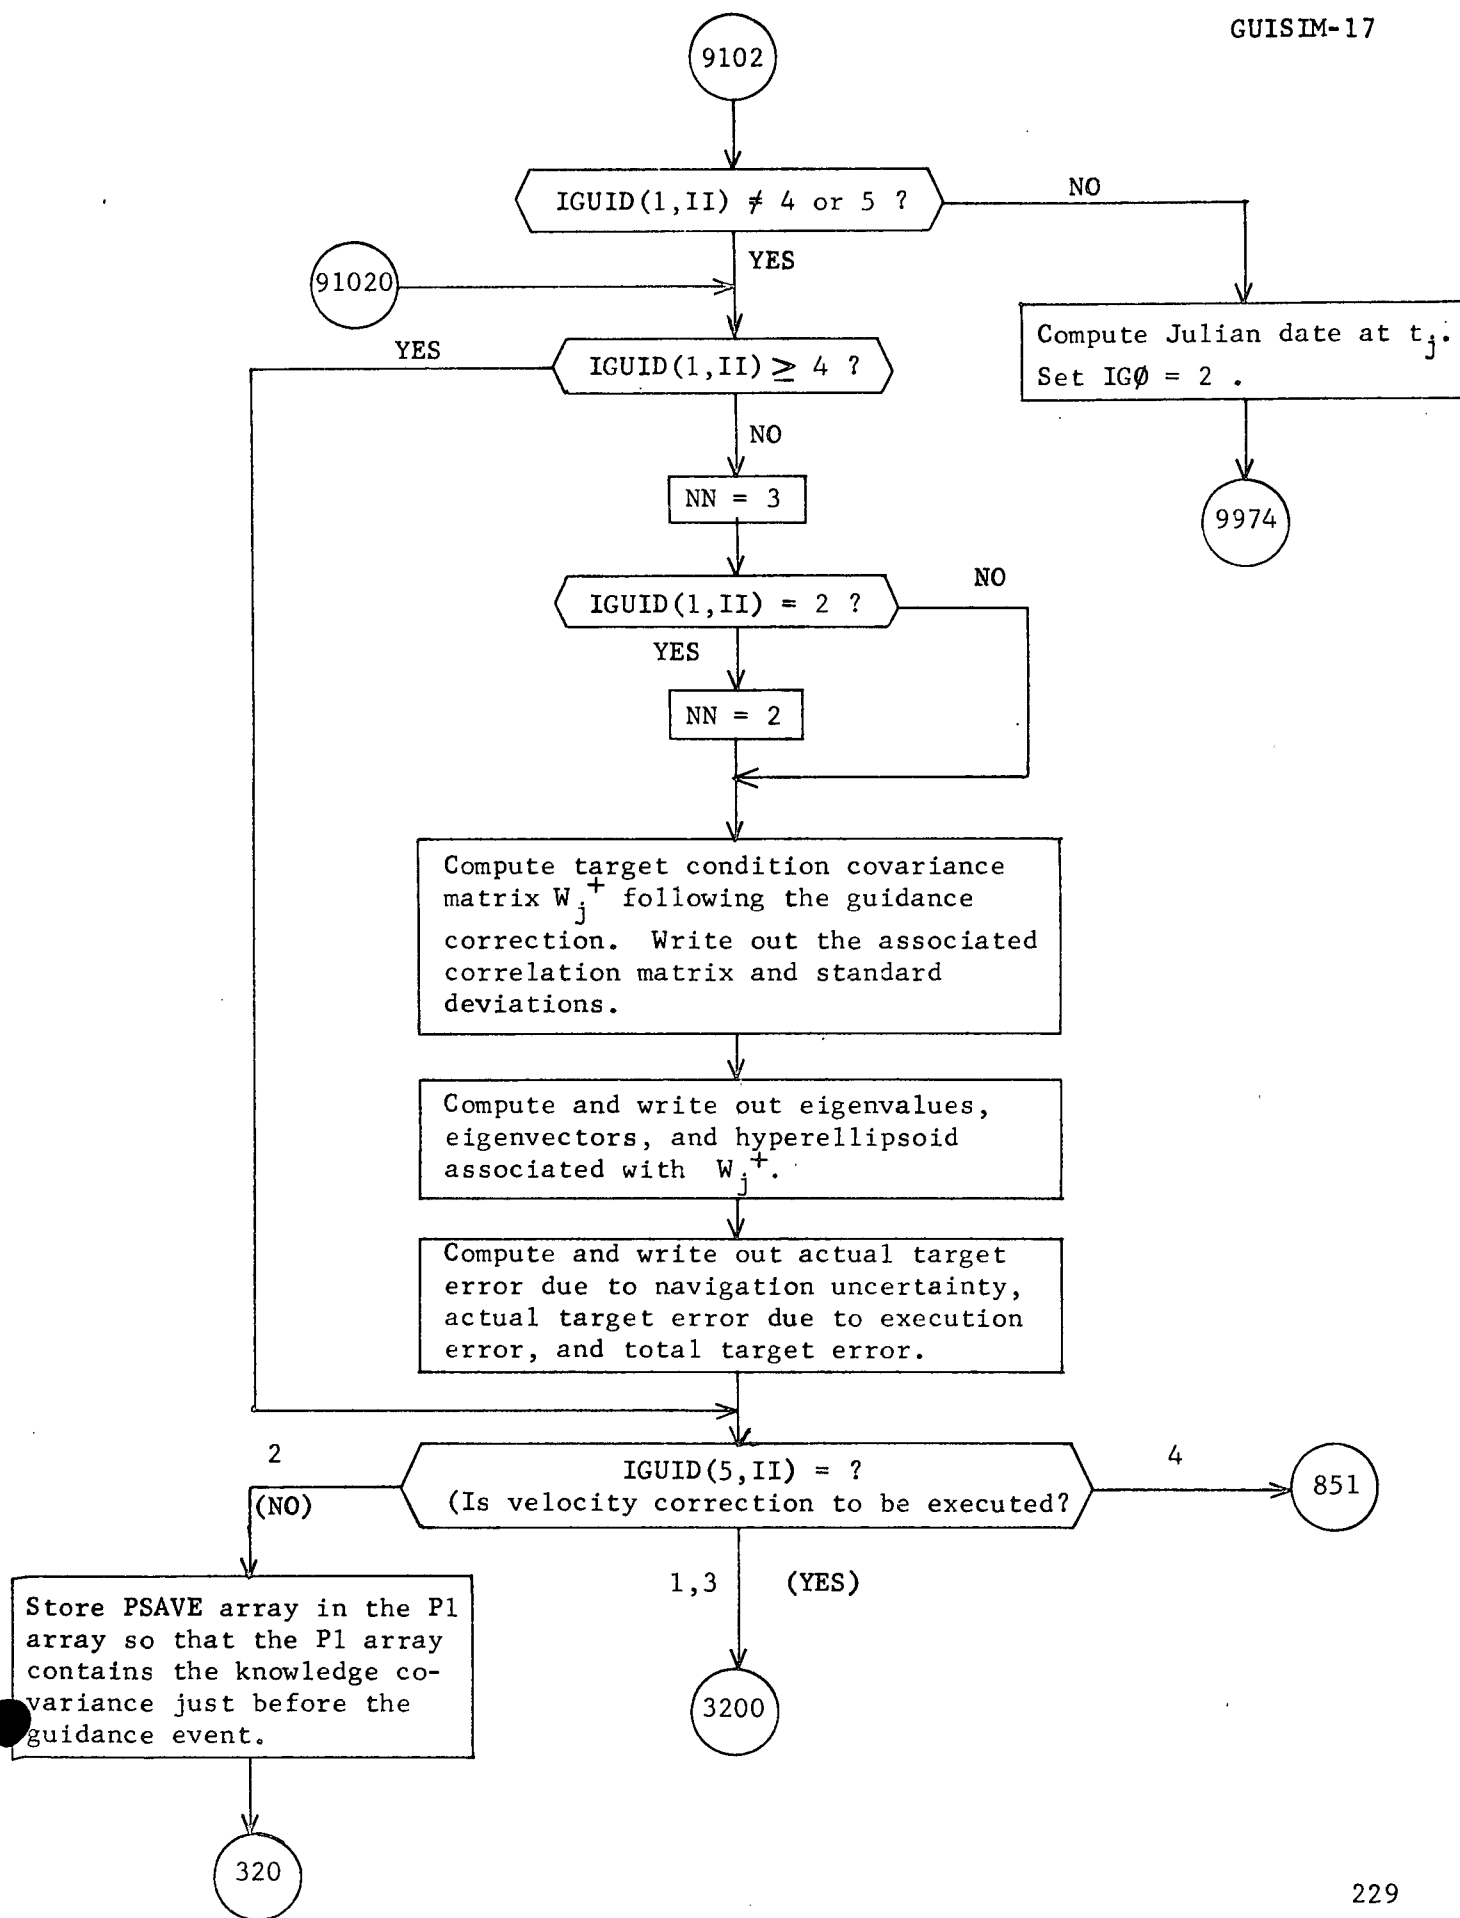 GUISIM-17
9102
IGUID(1,II) ≠ 4 or 5 ?
NO
YES
91020
YES
IGUID(1,II) ≥ 4 ?
Compute Julian date at t_j.
Set IGØ = 2 .
NO
NN = 3
9974
IGUID(1,II) = 2 ?
NO
YES
NN = 2
Compute target condition covariance
matrix W_j^+ following the guidance
correction. Write out the associated
correlation matrix and standard
deviations.
Compute and write out eigenvalues,
eigenvectors, and hyperellipsoid
associated with W_j^+.
Compute and write out actual target
error due to navigation uncertainty,
actual target error due to execution
error, and total target error.
2
(NO)
IGUID(5,II) = ?
(Is velocity correction to be executed?
4
851
1,3 (YES)
Store PSAVE array in the P1
array so that the P1 array
contains the knowledge co-
variance just before the
guidance event.
3200
320
229